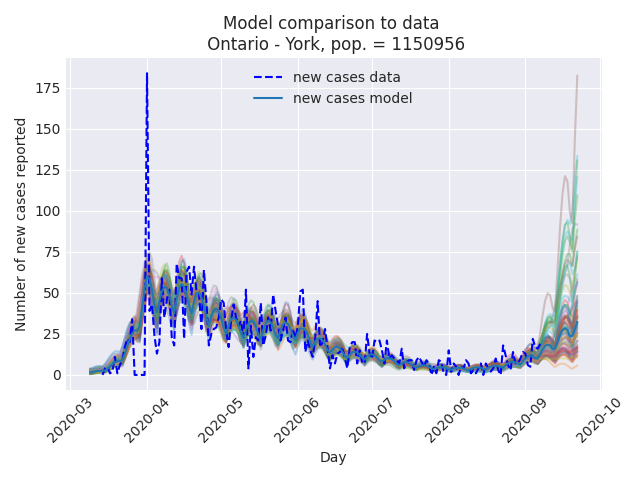 Model comparison to data
Ontario - York, pop. = 1150956
new cases data
new cases model
Number of new cases reported
175
150
125
100
75
50
25
0
2020-03
2020-04
2020-05
2020-06
2020-07
2020-08
2020-09
2020-10
Day